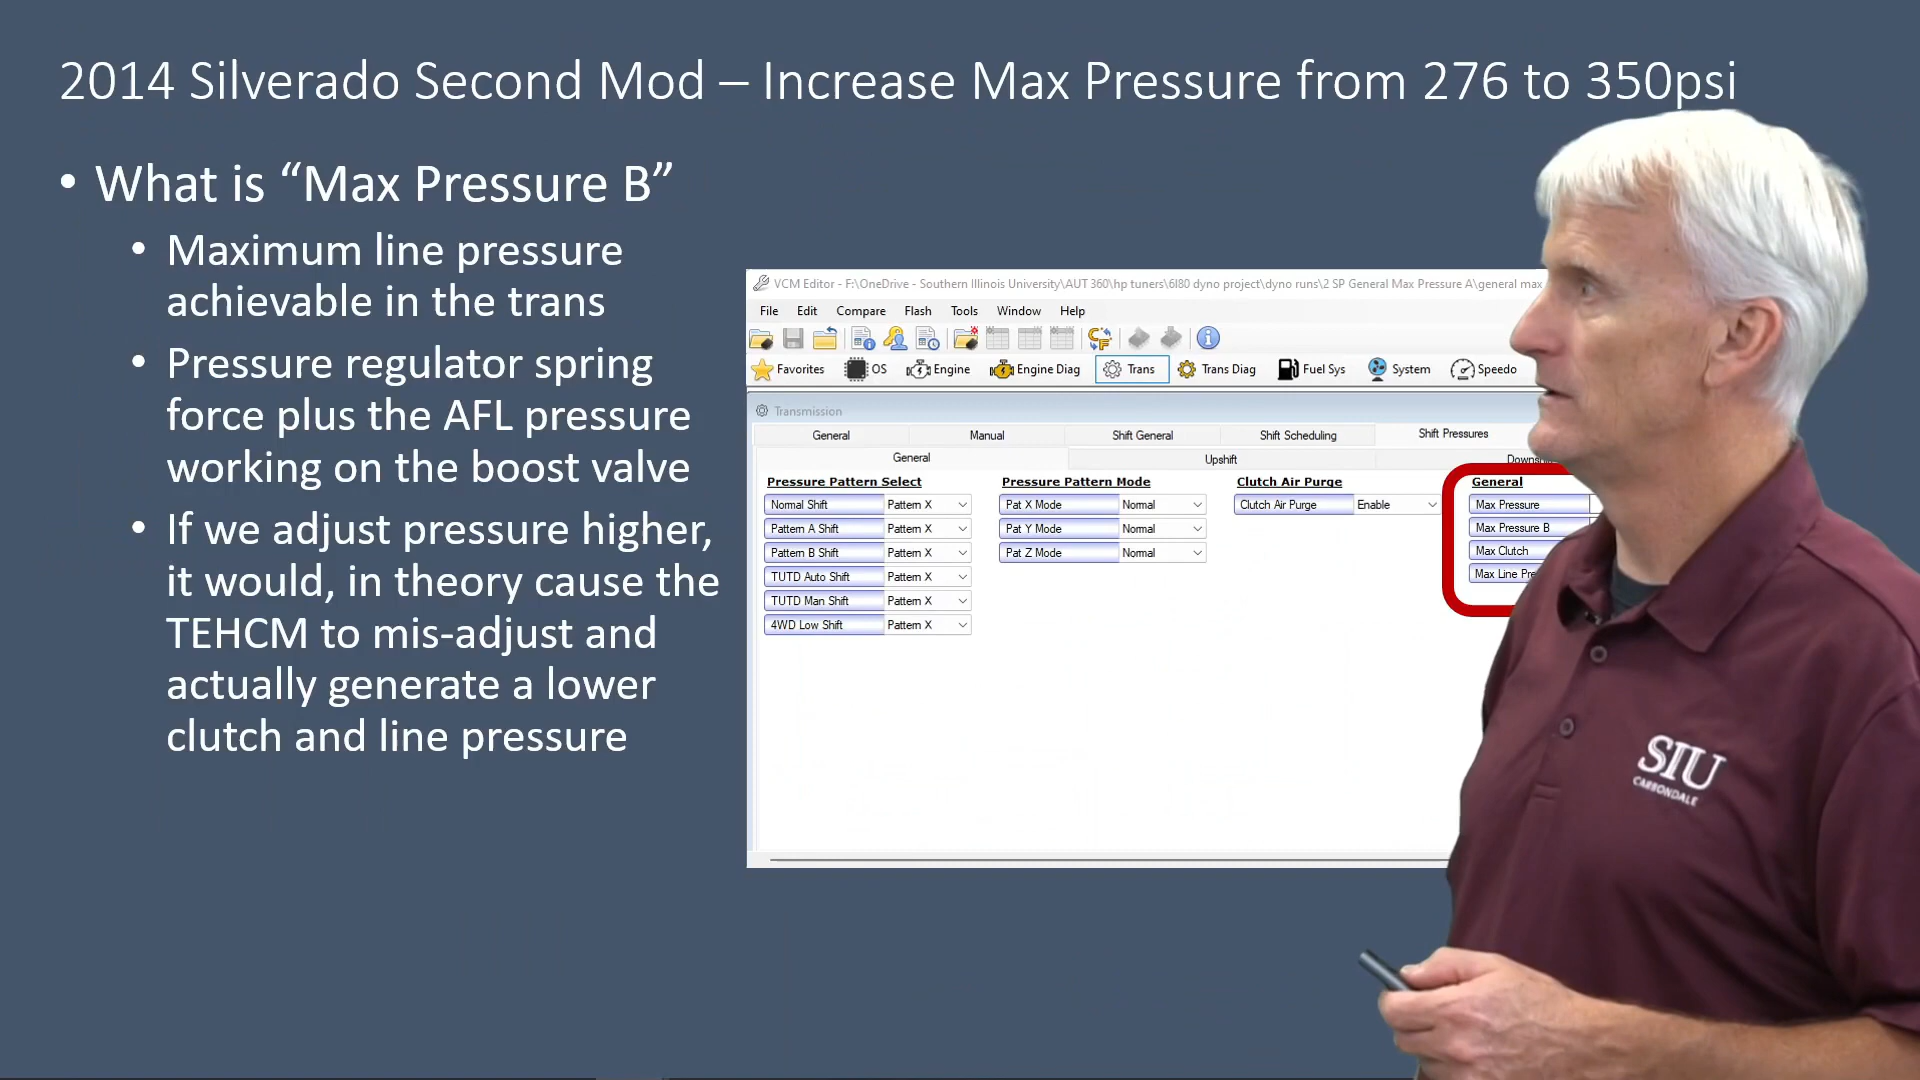 2014 Silverado Second Mod – Increase Max Pressure from 276 to 350psi
• What is “Max Pressure B”
• Maximum line pressure
achievable in the trans
• Pressure regulator spring
force plus the AFL pressure
working on the boost valve
• If we adjust pressure higher,
it would, in theory cause the
TEHCM to mis-adjust and
actually generate a lower
clutch and line pressure
VCM Editor - F:\OneDrive - Southern Illinois University\AUT 360\hp tuners\6l80 dyno project\dyno runs\2 SP General Max Pressure A\general max
File Edit Compare Flash Tools Window Help
Favorites OS Engine Engine Diag Trans Trans Diag Fuel Sys System Speedo
Transmission
General Manual Shift General Shift Scheduling Shift Pressures
General Upshift
Pressure Pattern Select Pressure Pattern Mode Clutch Air Purge General
Normal Shift Pattern X Pat X Mode Normal Clutch Air Purge Enable Max Pressure
Pattern A Shift Pattern X Pat Y Mode Normal Max Pressure B
Pattern B Shift Pattern X Pat Z Mode Normal Max Clutch
TUTD Auto Shift Pattern X Max Line
TUTD Man Shift Pattern X
4WD Low Shift Pattern X
SIU
CARBONDALE